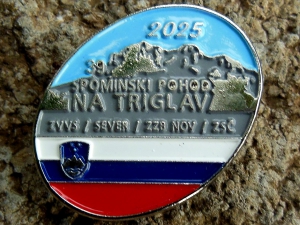 2025
39.
SPOMINSKI POHOD
NA TRIGLAV
ZVVS / SEVER / ZZB NOV / ZSČ